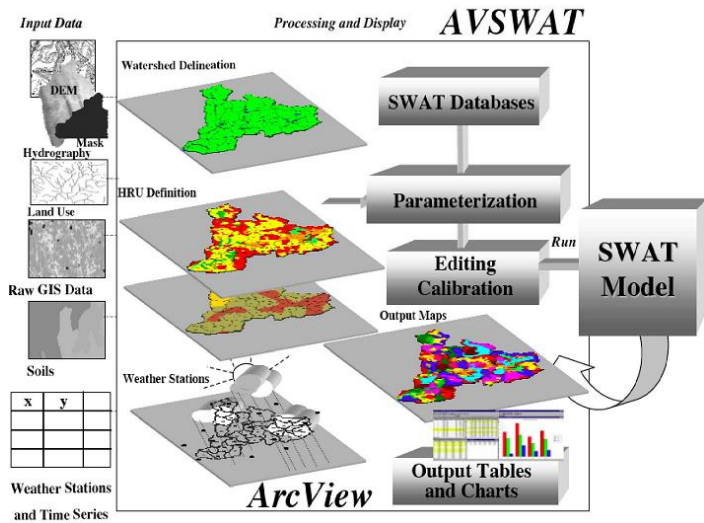 Input Data
Processing and Display
AVSWAT
DEM
Mask
Hydrography
Land Use
Raw GIS Data
Soils
x y
Weather Stations
and Time Series
Watershed Delineation
HRU Definition
Weather Stations
ArcView
SWAT Databases
Parameterization
Editing
Calibration
Run
SWAT
Model
Output Maps
Output Tables
and Charts